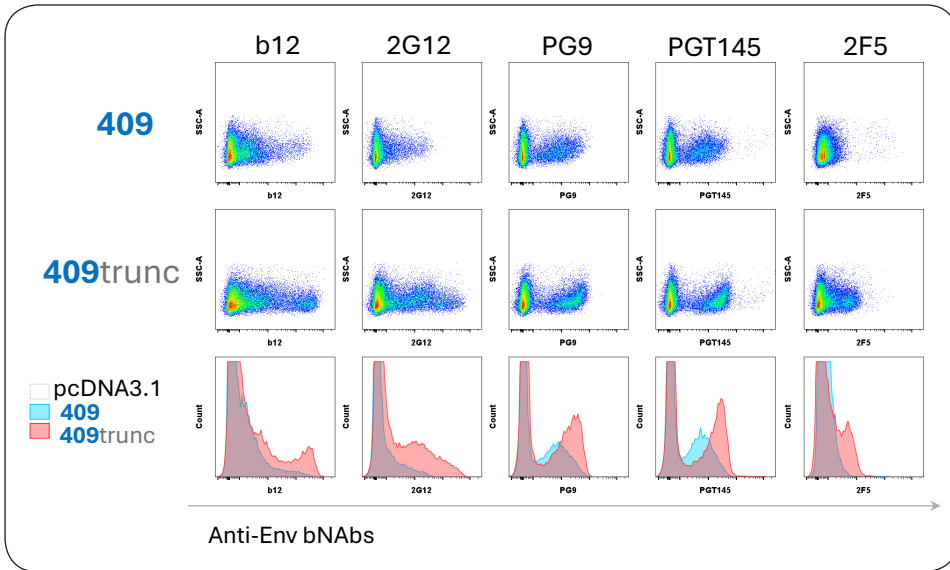 b12 2G12 PG9 PGT145 2F5
409
SSC-A SSC-A SSC-A SSC-A SSC-A
b12 2G12 PG9 PGT145 2F5
409trunc
SSC-A SSC-A SSC-A SSC-A SSC-A
b12 2G12 PG9 PGT145 2F5
pcDNA3.1
409
409trunc
Count Count Count Count Count
b12 2G12 PG9 PGT145 2F5
Anti-Env bNAbs